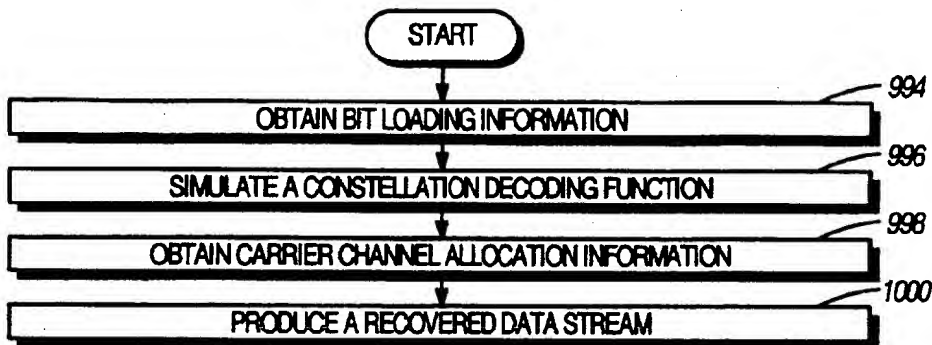 START
994
OBTAIN BIT LOADING INFORMATION
996
SIMULATE A CONSTELLATION DECODING FUNCTION
998
OBTAIN CARRIER CHANNEL ALLOCATION INFORMATION
1000
PRODUCE A RECOVERED DATA STREAM